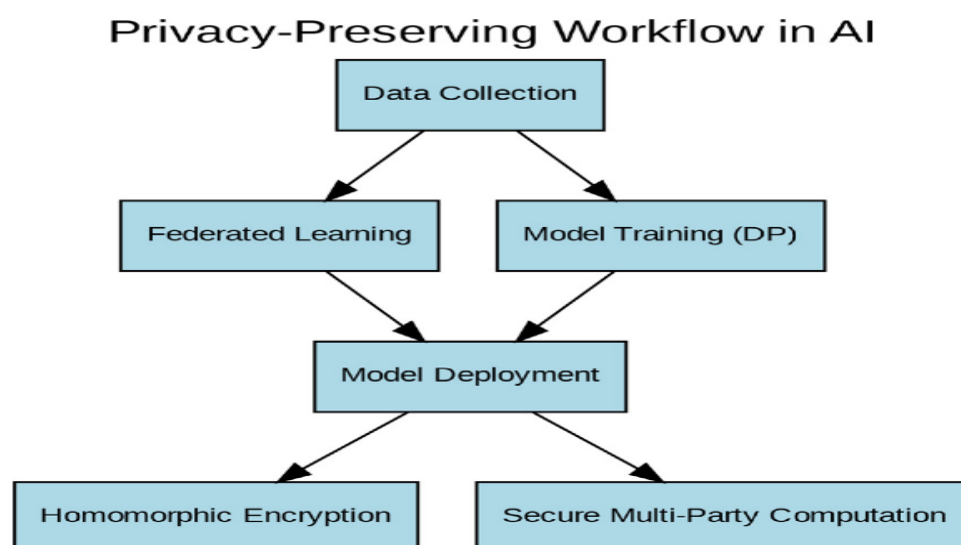 Privacy-Preserving Workflow in AI
Data Collection
Federated Learning
Model Training (DP)
Model Deployment
Homomorphic Encryption
Secure Multi-Party Computation